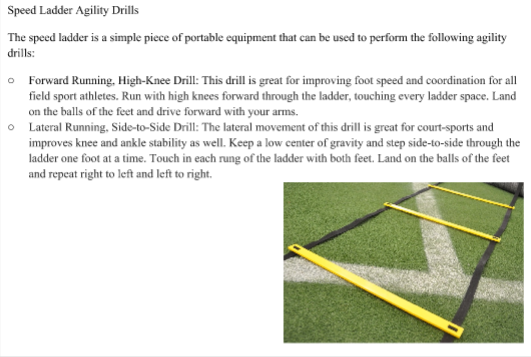 Speed Ladder Agility Drills
The speed ladder is a simple piece of portable equipment that can be used to perform the following agility
drills:
o Forward Running, High-Knee Drill: This drill is great for improving foot speed and coordination for all
field sport athletes. Run with high knees forward through the ladder, touching every ladder space. Land
on the balls of the feet and drive forward with your arms.
o Lateral Running, Side-to-Side Drill: The lateral movement of this drill is great for court-sports and
improves knee and ankle stability as well. Keep a low center of gravity and step side-to-side through the
ladder one foot at a time. Touch in each rung of the ladder with both feet. Land on the balls of the feet
and repeat right to left and left to right.